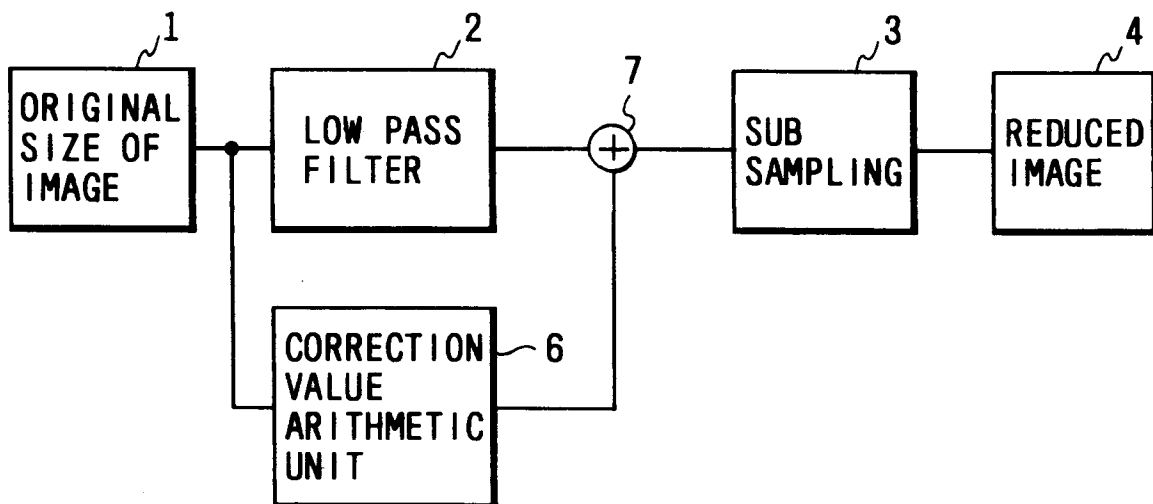 1
ORIGINAL
SIZE OF
IMAGE
2
LOW PASS
FILTER
7
+
3
SUB
SAMPLING
4
REDUCED
IMAGE
6
CORRECTION
VALUE
ARITHMETIC
UNIT